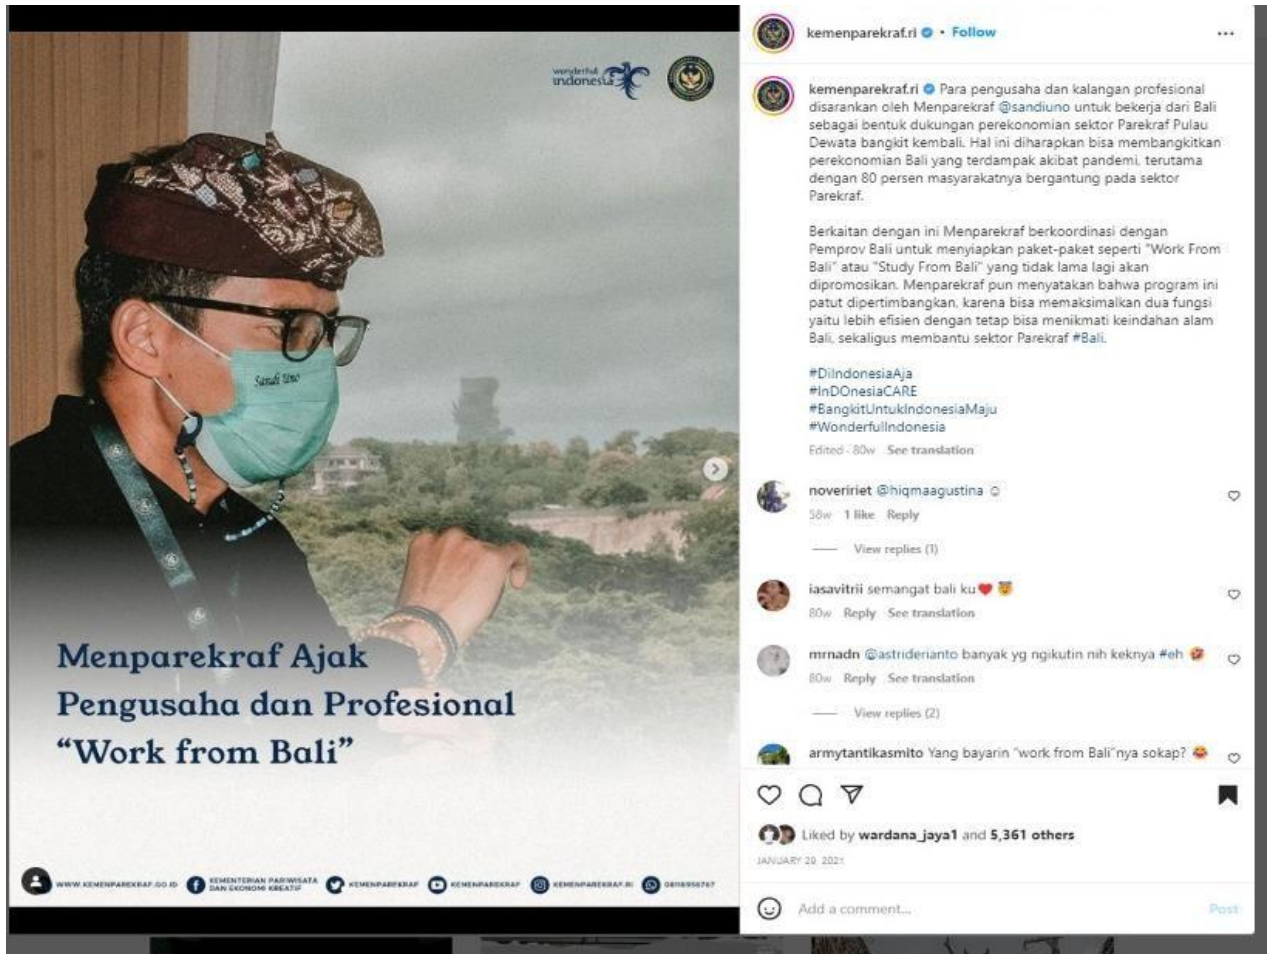 wonderful
indonesia
Sandi Uno
Menparekraf Ajak
Pengusaha dan Profesional
“Work from Bali”
WWW.KEMENPAREKRAF.GO.ID
KEMENTERIAN PARIWISATA
DAN EKONOMI KREATIF
KEMENPAREKRAF
KEMENPAREKRAF
KEMENPAREKRAF.RI
08118956767
kemenparekraf.ri • Follow
kemenparekraf.ri Para pengusaha dan kalangan profesional
disarankan oleh Menparekraf @sandiuno untuk bekerja dari Bali
sebagai bentuk dukungan perekonomian sektor Parekraf Pulau
Dewata bangkit kembali. Hal ini diharapkan bisa membangkitkan
perekonomian Bali yang terdampak akibat pandemi, terutama
dengan 80 persen masyarakatnya bergantung pada sektor
Parekraf.
Berkaitan dengan ini Menparekraf berkoordinasi dengan
Pemprov Bali untuk menyiapkan paket-paket seperti "Work From
Bali" atau "Study From Bali" yang tidak lama lagi akan
dipromosikan. Menparekraf pun menyatakan bahwa program ini
patut dipertimbangkan, karena bisa memaksimalkan dua fungsi
yaitu lebih efisien dengan tetap bisa menikmati keindahan alam
Bali, sekaligus membantu sektor Parekraf #Bali.
#DiIndonesiaAja
#InDOnesiaCARE
#BangkitUntukIndonesiaMaju
#WonderfulIndonesia
Edited · 80w See translation
noveririet @hiqmaagustina ☺
58w 1 like Reply
View replies (1)
iasavitrii semangat bali ku❤️ 😇
80w Reply See translation
mrnadn @astriderianto banyak yg ngikutin nih keknya #eh 🤣
80w Reply See translation
View replies (2)
armytantikasmito Yang bayarin "work from Bali"nya sokap? 😂
Liked by wardana_jaya1 and 5,361 others
JANUARY 29, 2021
Add a comment...
Post